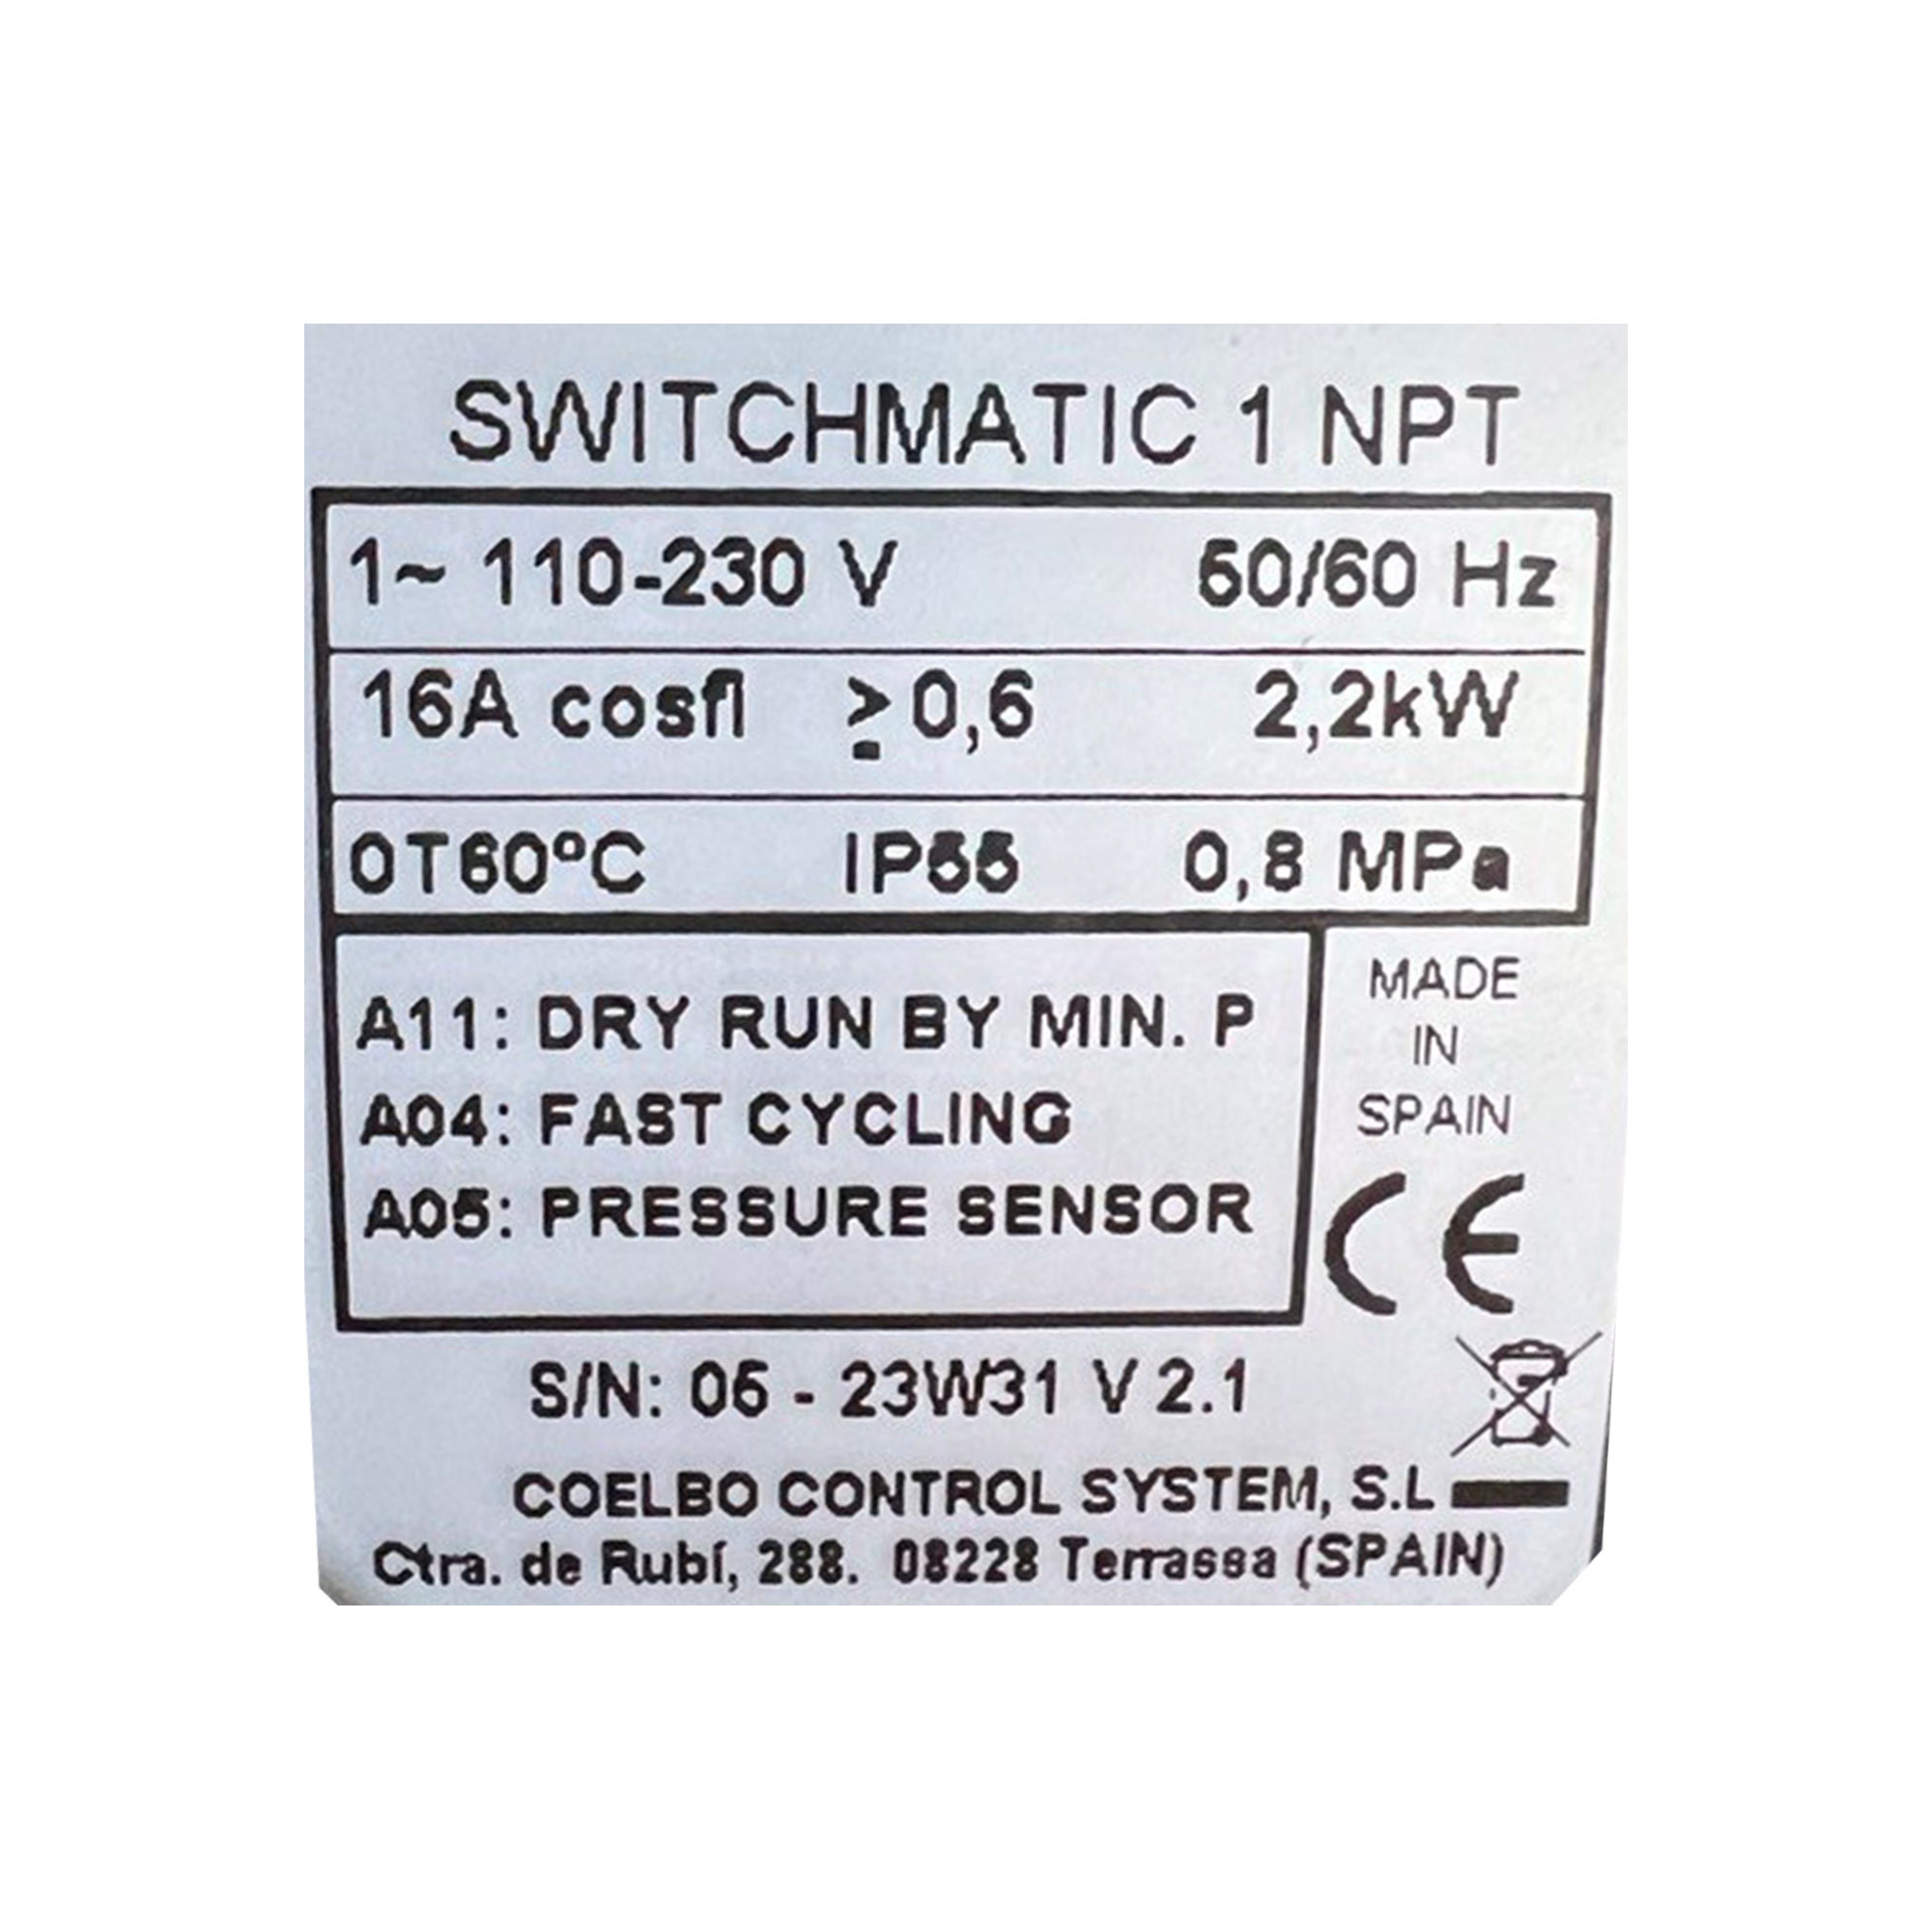 SWITCHMATIC 1 NPT
1~ 110-230 V 50/60 Hz
16A cosfi ≥ 0,6 2,2kW
0T60ºC IP55 0,8 MPa
A11: DRY RUN BY MIN. P
A04: FAST CYCLING
A05: PRESSURE SENSOR
MADE
IN
SPAIN
CE
S/N: 05 - 23W31 V 2.1
COELBO CONTROL SYSTEM, S.L
Ctra. de Rubí, 288. 08228 Terrassa (SPAIN)